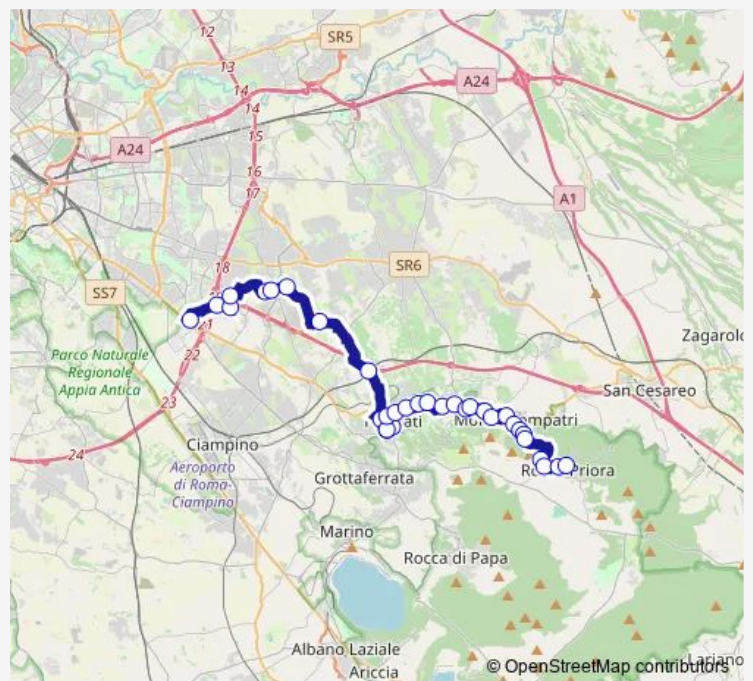 12
SR5
13
14
A24
14
A24
15
16
17
A1
18
SR6
SS7
21
22
Zagarolo
Parco Naturale
Regionale
Appia Antica
San Cesareo
23
24
Ciampino
Aeroporto
di Roma-
Ciampino
Grottaferrata
Marino
Rocca di Papa
Albano Laziale
Ariccia
© OpenStreetMap contributors